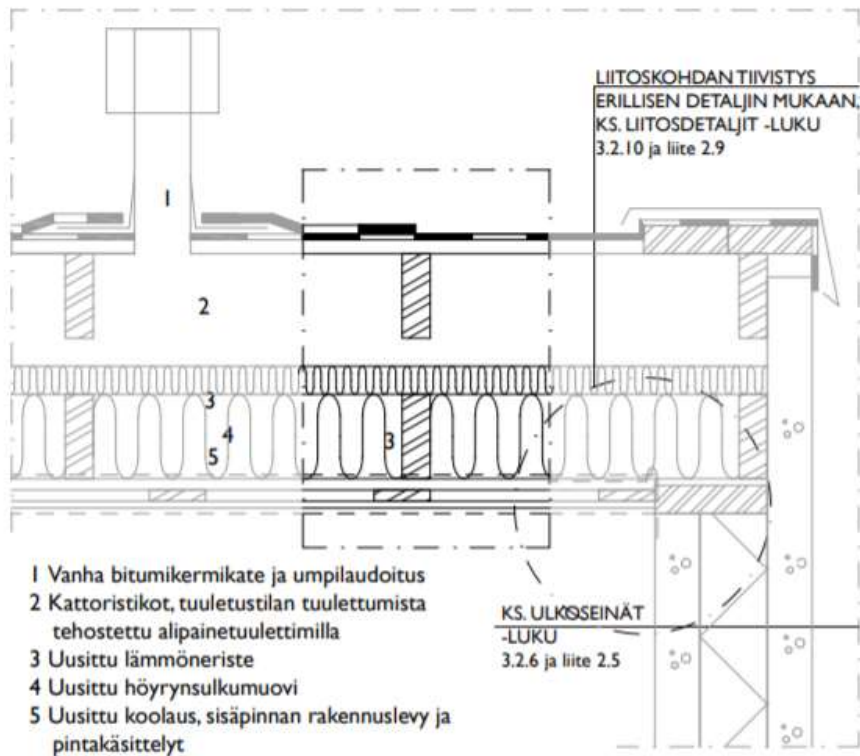 LIITOSKOHDAN TIIVISTYS
ERILLISEN DETALJIN MUKAAN,
KS. LIITOSDETALJIT -LUKU
3.2.10 ja liite 2.9
1
2
3
4
3
5
1 Vanha bitumikermikate ja umpilaudoitus
2 Kattoristikot, tuuletustilan tuulettumista
tehostettu alipainetuulettimilla
3 Uusittu lämmöneriste
4 Uusittu höyrynsulkumuovi
5 Uusittu koolaus, sisäpinnan rakennuslevy ja
pintakäsittelyt
KS. ULKOSEINÄT
-LUKU
3.2.6 ja liite 2.5